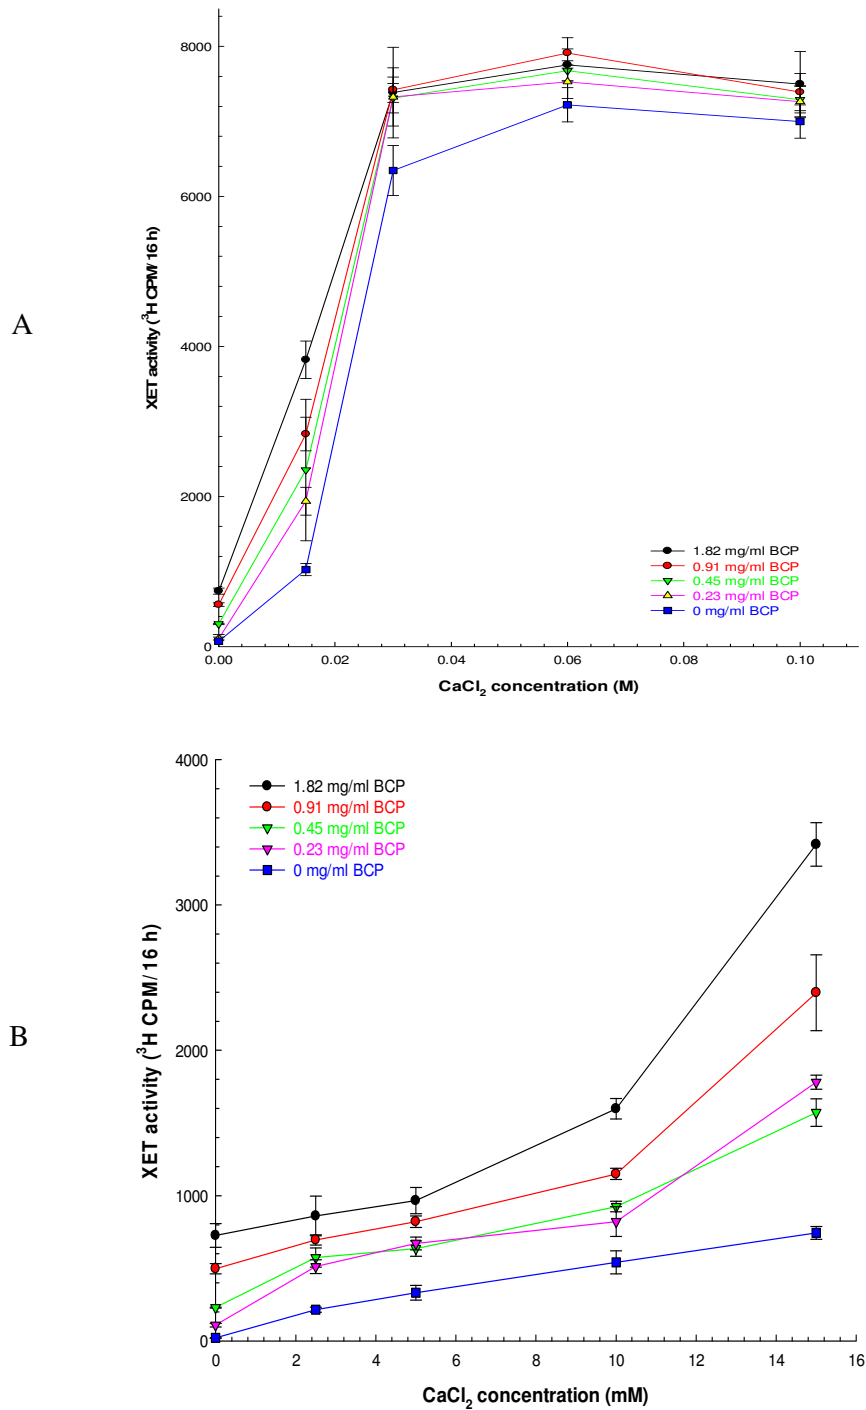 A
XET activity (³H CPM/ 16 h)
8000
6000
4000
2000
0
0.00 0.02 0.04 0.06 0.08 0.10
CaCl₂ concentration (M)
1.82 mg/ml BCP
0.91 mg/ml BCP
0.45 mg/ml BCP
0.23 mg/ml BCP
0 mg/ml BCP
B
XET activity (³H CPM/ 16 h)
4000
3000
2000
1000
0
1.82 mg/ml BCP
0.91 mg/ml BCP
0.45 mg/ml BCP
0.23 mg/ml BCP
0 mg/ml BCP
0 2 4 6 8 10 12 14 16
CaCl₂ concentration (mM)